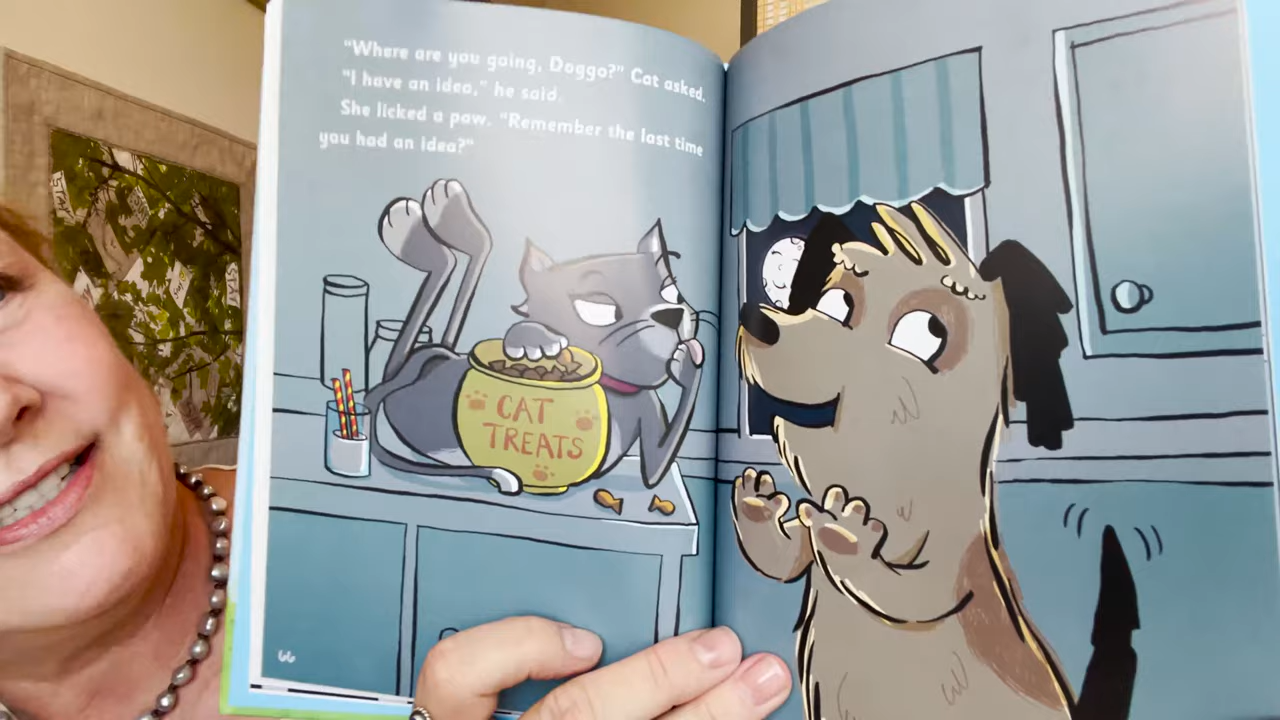 "Where are you going, Doggo?" Cat asked.
"I have an idea," he said.
She licked a paw. "Remember the last time
you had an idea?"
CAT
TREATS
66